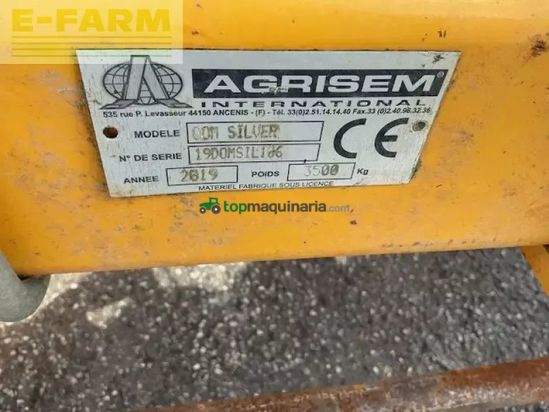 E-FARM
AGRISEM®
INTERNATIONAL
535 rue P. Levasseur 44150 ANCENIS - (F) - Tél. 33(0)2.51.14.14.40 Fax.33 (0)2.40.96.32.36
MODELE DOM SILVER CE
N° DE SERIE
ANNEE 2019 POIDS 3500 Kg
MATERIEL FABRIQUE SOUS LICENCE
topmaquinaria.com